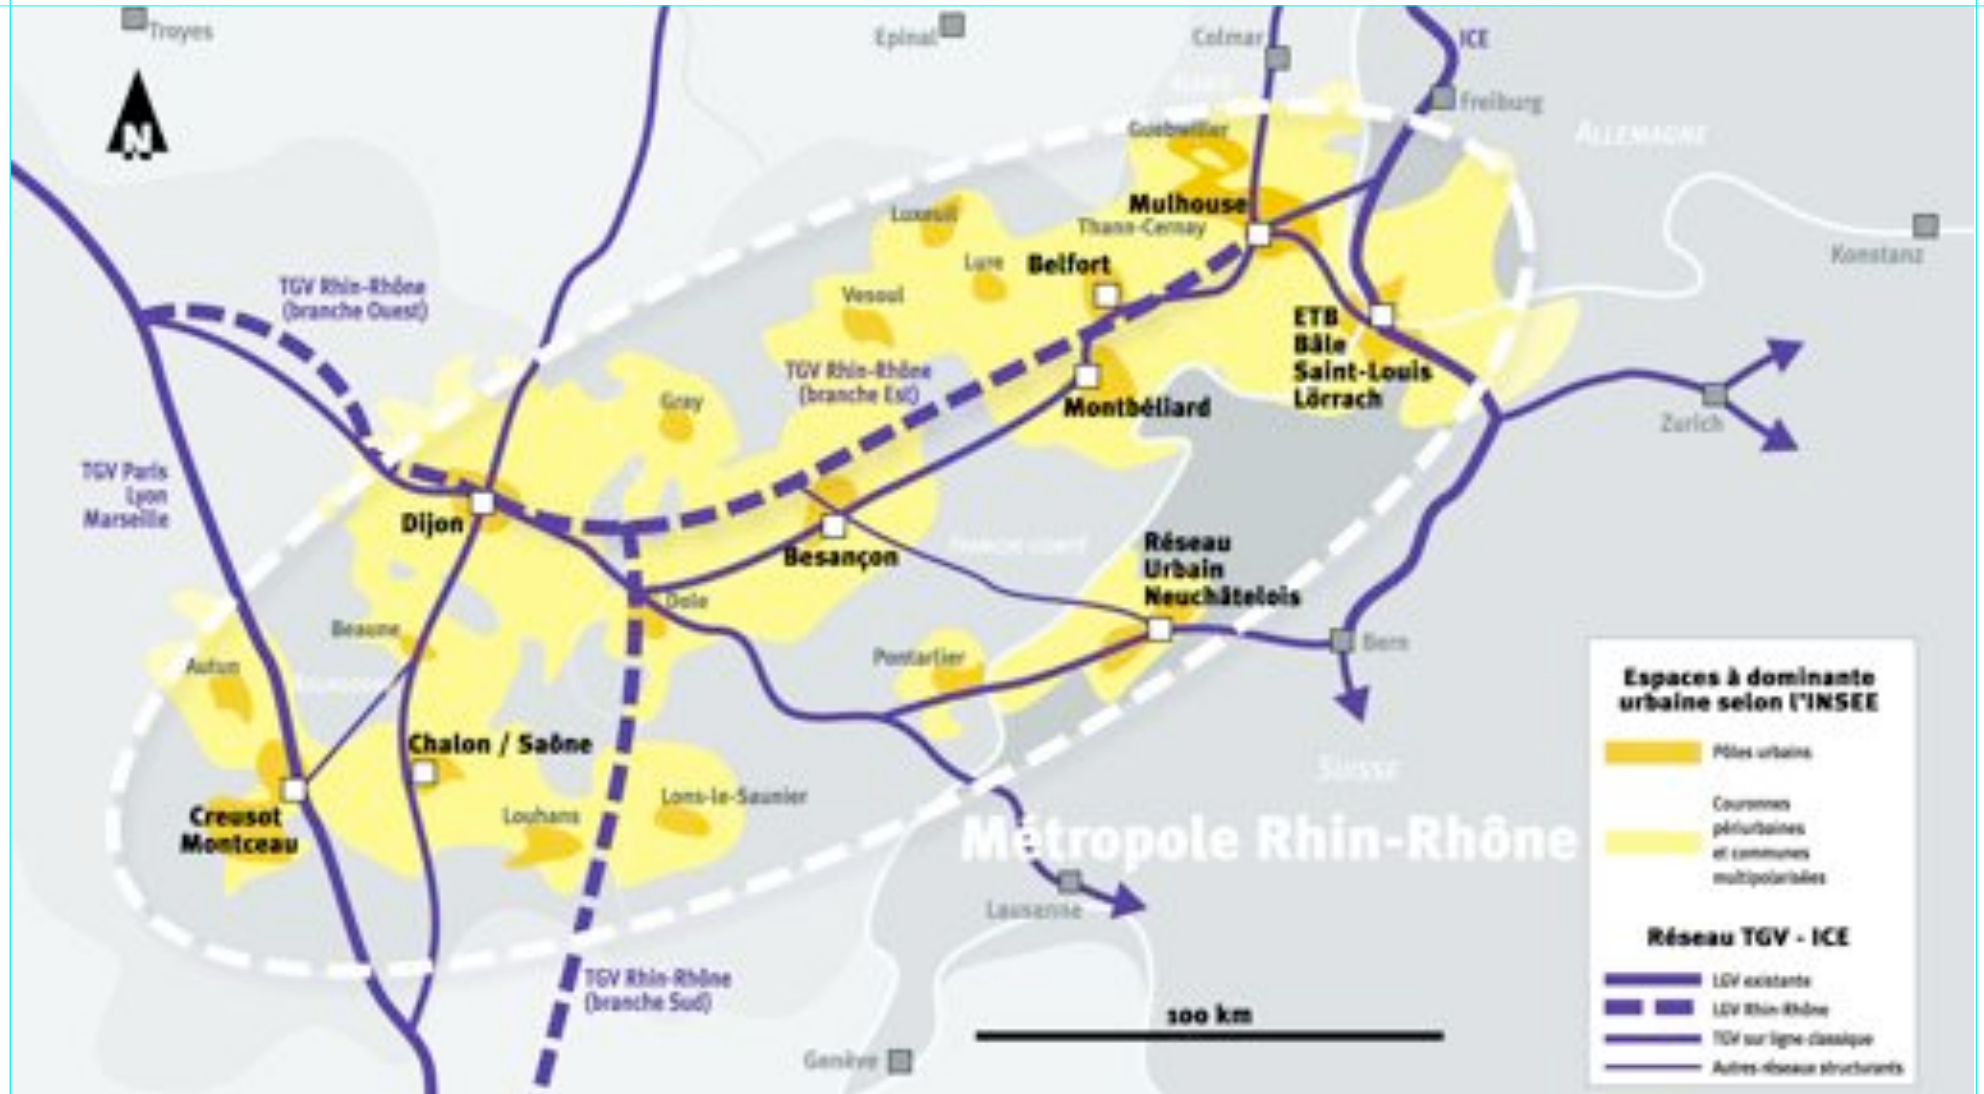 Troyes
Epinal
Colmar
ICE
Freiburg
ALLEMAGNE
N
Guebwiller
Mulhouse
Thann-Cernay
Luxeuil
Lure
Belfort
Vesoul
Konstanz
TGV Rhin-Rhône
(branche Ouest)
ETB
Bâle
Saint-Louis
Lörrach
TGV Rhin-Rhône
(branche Est)
Gray
Montbéliard
Zurich
TGV Paris
Lyon
Marseille
Dijon
Besançon
FRANCHE-COMTÉ
Réseau
Urbain
Neuchâtelois
Dole
Beaune
Bern
Autun
Pontarlier
BOURGOGNE
Chalon / Saône
SUISSE
Creusot
Montceau
Louhans
Lons-le-Saunier
Métropole Rhin-Rhône
Lausanne
TGV Rhin-Rhône
(branche Sud)
100 km
Genève
Espaces à dominante
urbaine selon l'INSEE
Pôles urbains
Couronnes
périurbaines
et communes
multipolarisées
Réseau TGV - ICE
LGV existante
LGV Rhin-Rhône
TGV sur ligne classique
Autres réseaux structurants